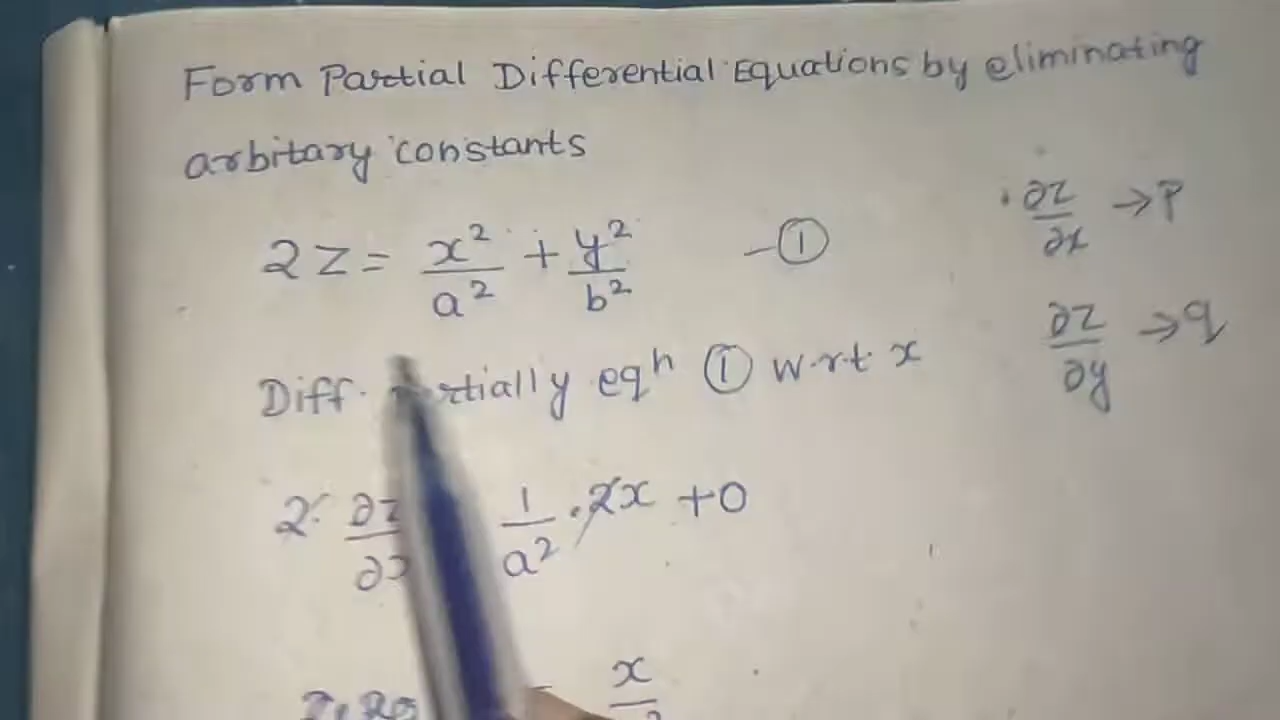 Form Partial Differential Equations by eliminating
arbitary constants
2z = x²/a² + y²/b² - ①
∂z/∂x → P
∂z/∂y → q
Diff. eqⁿ ① w.r.t. x
2. ∂z 1/a² . 2x + 0
x